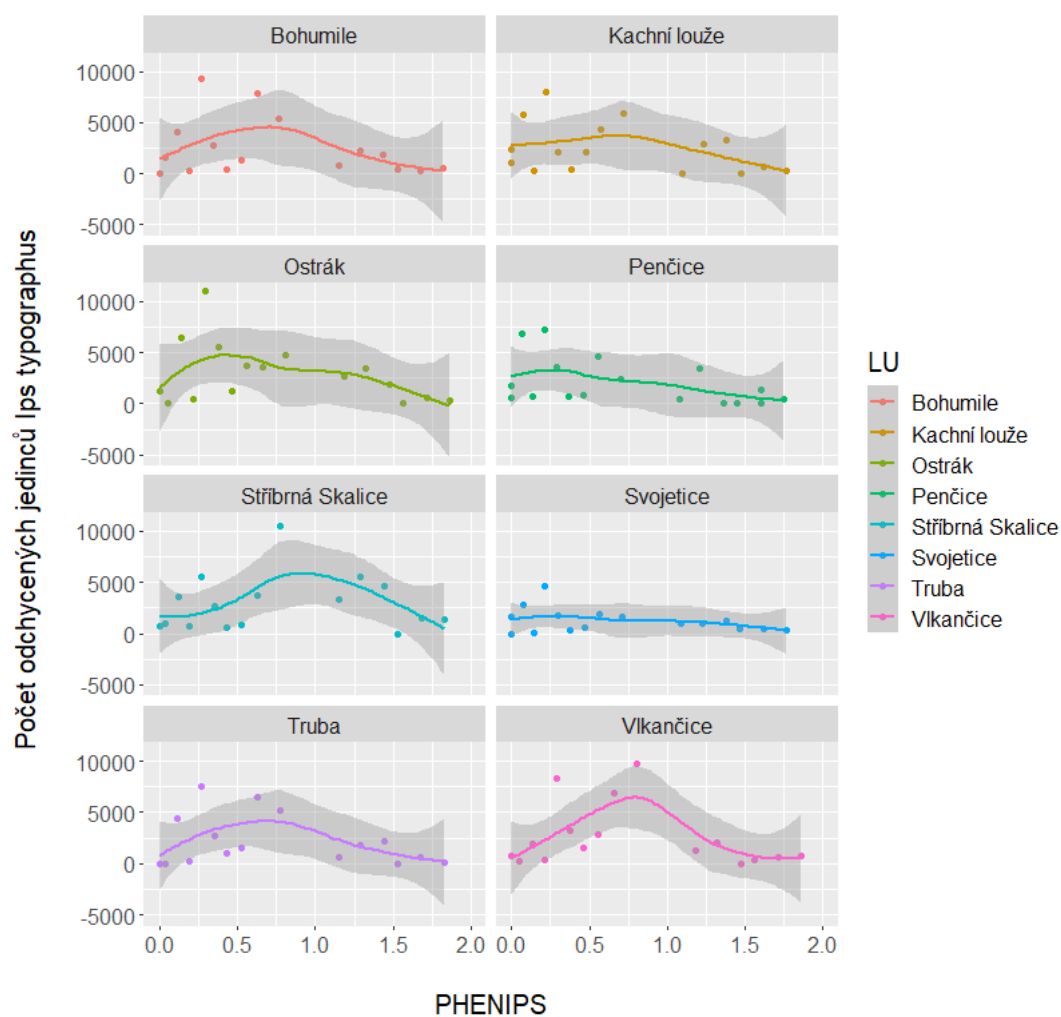 Bohumile
Kachní louže
10000
5000
0
-5000
Ostrák
Penčice
10000
5000
0
-5000
Stříbrná Skalice
Svojetice
10000
5000
0
-5000
Truba
Vlkančice
10000
5000
0
-5000
0.0 0.5 1.0 1.5 2.0
0.0 0.5 1.0 1.5 2.0
PHENIPS
Počet odchycených jedinců Ips typographus
LU
Bohumile
Kachní louže
Ostrák
Penčice
Stříbrná Skalice
Svojetice
Truba
Vlkančice